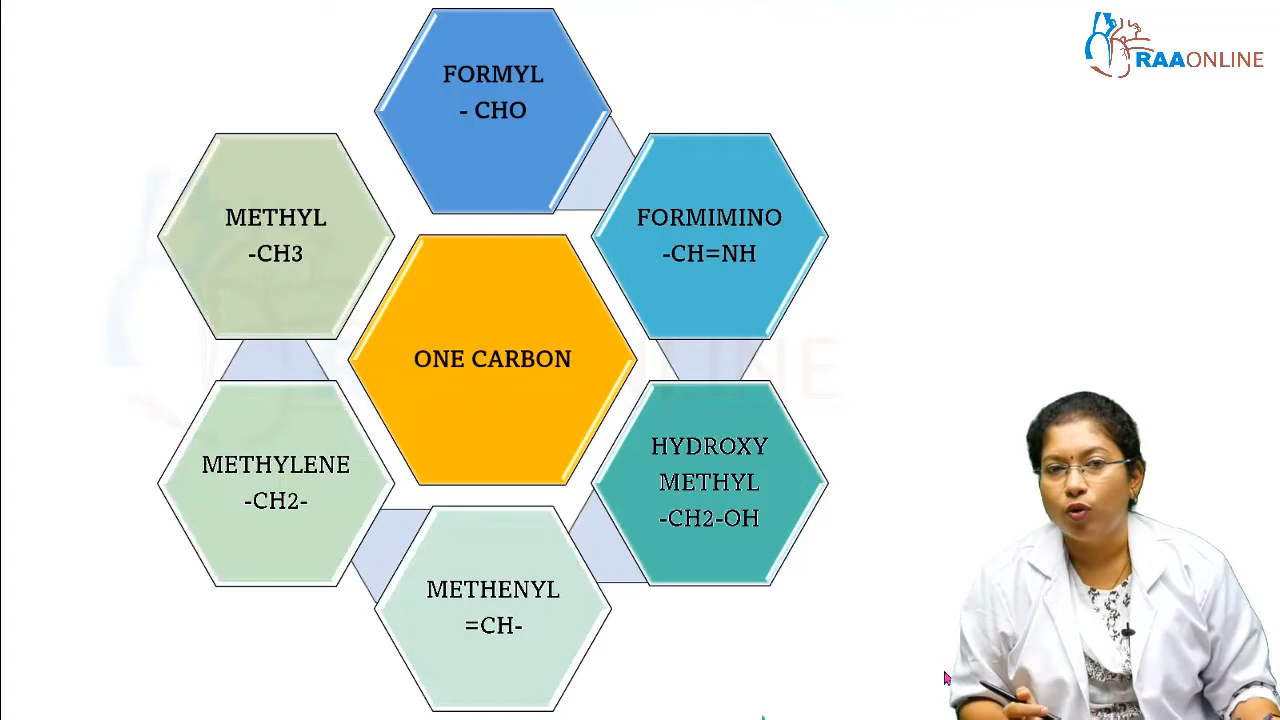 RAAONLINE
FORMYL
- CHO
METHYL
-CH3
FORMIMINO
-CH=NH
ONE CARBON
METHYLENE
-CH2-
HYDROXY
METHYL
-CH2-OH
METHENYL
=CH-